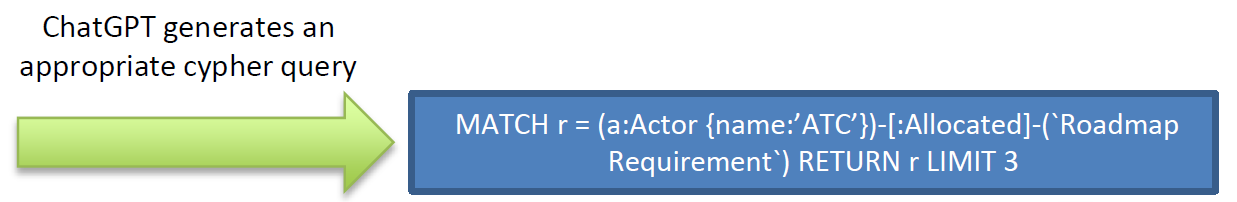 ChatGPT generates an
appropriate cypher query
MATCH r = (a:Actor {name:’ATC’})-[:Allocated]-(`Roadmap
Requirement`) RETURN r LIMIT 3